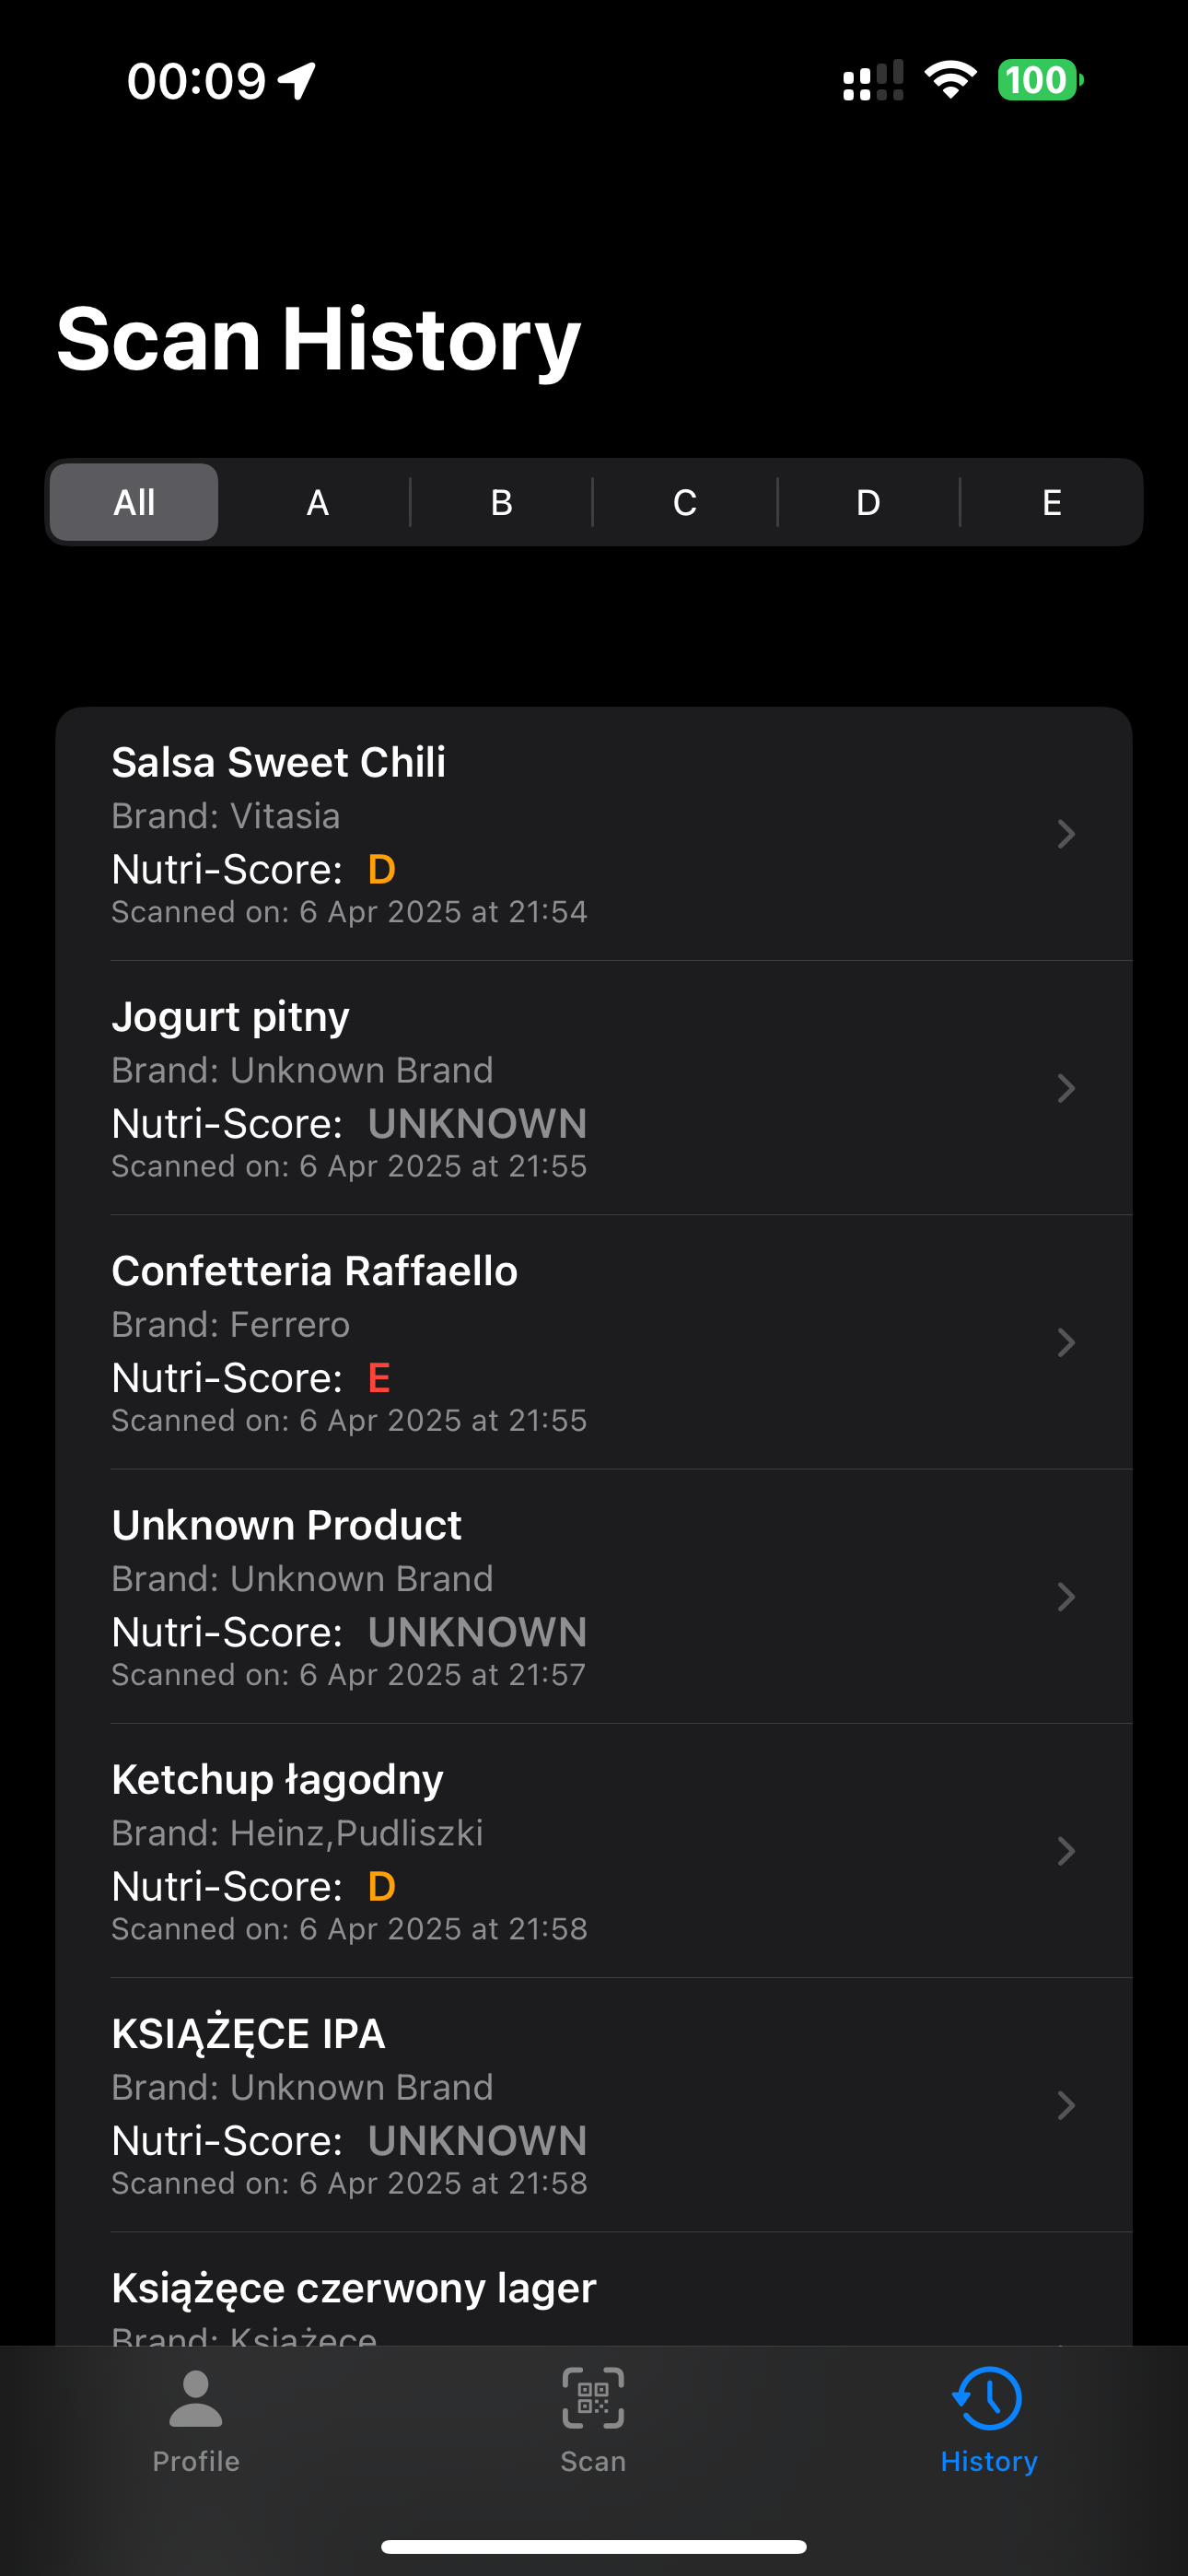 00:09
100
Scan History
All A B C D E
Salsa Sweet Chili
Brand: Vitasia
Nutri-Score: D
Scanned on: 6 Apr 2025 at 21:54
Jogurt pitny
Brand: Unknown Brand
Nutri-Score: UNKNOWN
Scanned on: 6 Apr 2025 at 21:55
Confetteria Raffaello
Brand: Ferrero
Nutri-Score: E
Scanned on: 6 Apr 2025 at 21:55
Unknown Product
Brand: Unknown Brand
Nutri-Score: UNKNOWN
Scanned on: 6 Apr 2025 at 21:57
Ketchup łagodny
Brand: Heinz,Pudliszki
Nutri-Score: D
Scanned on: 6 Apr 2025 at 21:58
KSIĄŻĘCE IPA
Brand: Unknown Brand
Nutri-Score: UNKNOWN
Scanned on: 6 Apr 2025 at 21:58
Książęce czerwony lager
Brand: Książęce
Profile
Scan
History